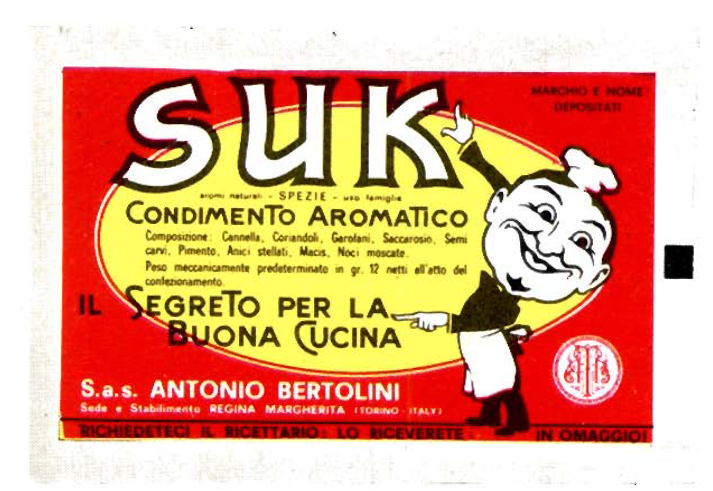 SUK
MARCHIO E NOME
DEPOSITATI
aromi naturali - SPEZIE - uso famiglie
CONDIMENTO AROMATICO
Composizione: Cannella, Coriandoli, Garofani, Saccarosio, Semi
carvi, Pimento, Anici stellati, Macis, Noci moscate.
Peso meccanicamente predeterminato in gr. 12 netti all'atto del
confezionamento.
IL SEGRETO PER LA
BUONA CUCINA
S.a.s. ANTONIO BERTOLINI
Sede e Stabilimento REGINA MARGHERITA (TORINO - ITALY)
RICHIEDETECI IL RICETTARIO: LO RICEVERETE IN OMAGGIO!